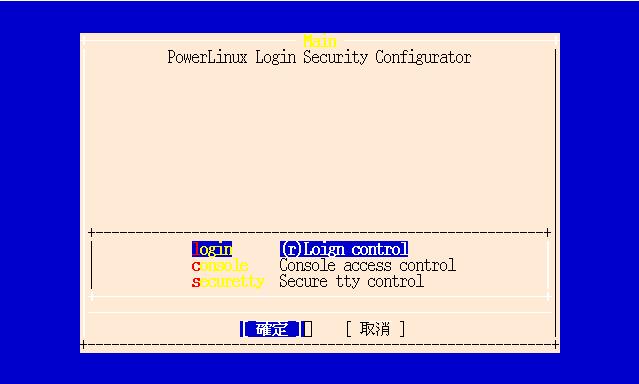 Main
PowerLinux Login Security Configurator
login (r)Loign control
console Console access control
securetty Secure tty control
[ 確定 ] [ 取消 ]